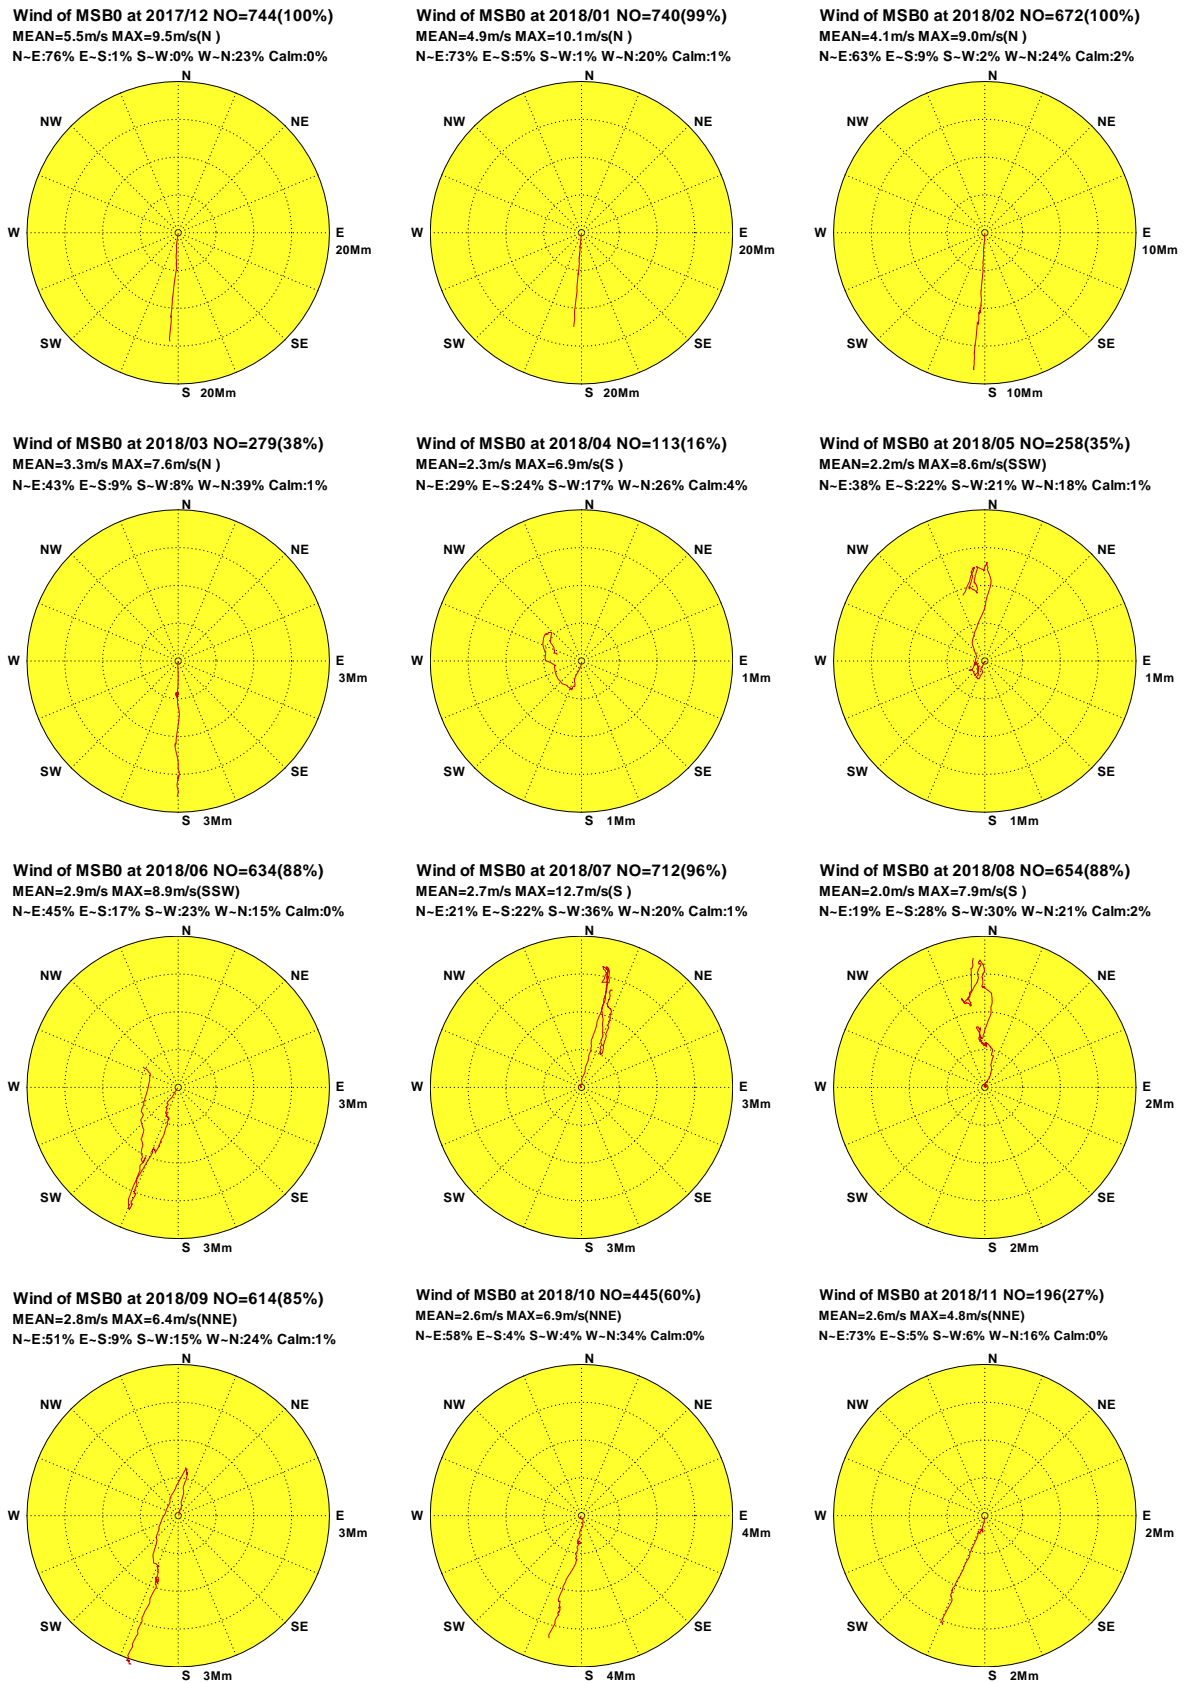 Wind of MSB0 at 2017/12 NO=744(100%)
MEAN=5.5m/s MAX=9.5m/s(N )
N~E:76% E~S:1% S~W:0% W~N:23% Calm:0%
N
NW
NE
W
E
20Mm
SW
SE
S 20Mm
Wind of MSB0 at 2018/01 NO=740(99%)
MEAN=4.9m/s MAX=10.1m/s(N )
N~E:73% E~S:5% S~W:1% W~N:20% Calm:1%
N
NW
NE
W
E
20Mm
SW
SE
S 20Mm
Wind of MSB0 at 2018/02 NO=672(100%)
MEAN=4.1m/s MAX=9.0m/s(N )
N~E:63% E~S:9% S~W:2% W~N:24% Calm:2%
N
NW
NE
W
E
10Mm
SW
SE
S 10Mm
Wind of MSB0 at 2018/03 NO=279(38%)
MEAN=3.3m/s MAX=7.6m/s(N )
N~E:43% E~S:9% S~W:8% W~N:39% Calm:1%
N
NW
NE
W
E
3Mm
SW
SE
S 3Mm
Wind of MSB0 at 2018/04 NO=113(16%)
MEAN=2.3m/s MAX=6.9m/s(S )
N~E:29% E~S:24% S~W:17% W~N:26% Calm:4%
N
NW
NE
W
E
1Mm
SW
SE
S 1Mm
Wind of MSB0 at 2018/05 NO=258(35%)
MEAN=2.2m/s MAX=8.6m/s(SSW)
N~E:38% E~S:22% S~W:21% W~N:18% Calm:1%
N
NW
NE
W
E
1Mm
SW
SE
S 1Mm
Wind of MSB0 at 2018/06 NO=634(88%)
MEAN=2.9m/s MAX=8.9m/s(SSW)
N~E:45% E~S:17% S~W:23% W~N:15% Calm:0%
N
NW
NE
W
E
3Mm
SW
SE
S 3Mm
Wind of MSB0 at 2018/07 NO=712(96%)
MEAN=2.7m/s MAX=12.7m/s(S )
N~E:21% E~S:22% S~W:36% W~N:20% Calm:1%
N
NW
NE
W
E
3Mm
SW
SE
S 3Mm
Wind of MSB0 at 2018/08 NO=654(88%)
MEAN=2.0m/s MAX=7.9m/s(S )
N~E:19% E~S:28% S~W:30% W~N:21% Calm:2%
N
NW
NE
W
E
2Mm
SW
SE
S 2Mm
Wind of MSB0 at 2018/09 NO=614(85%)
MEAN=2.8m/s MAX=6.4m/s(NNE)
N~E:51% E~S:9% S~W:15% W~N:24% Calm:1%
N
NW
NE
W
E
3Mm
SW
SE
S 3Mm
Wind of MSB0 at 2018/10 NO=445(60%)
MEAN=2.6m/s MAX=6.9m/s(NNE)
N~E:58% E~S:4% S~W:4% W~N:34% Calm:0%
N
NW
NE
W
E
4Mm
SW
SE
S 4Mm
Wind of MSB0 at 2018/11 NO=196(27%)
MEAN=2.6m/s MAX=4.8m/s(NNE)
N~E:73% E~S:5% S~W:6% W~N:16% Calm:0%
N
NW
NE
W
E
2Mm
SW
SE
S 2Mm